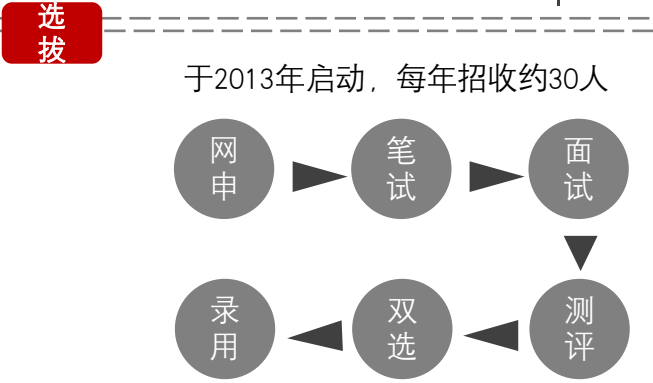 选
拔
于2013年启动，每年招收约30人
网
申
笔
试
面
试
测
评
双
选
录
用